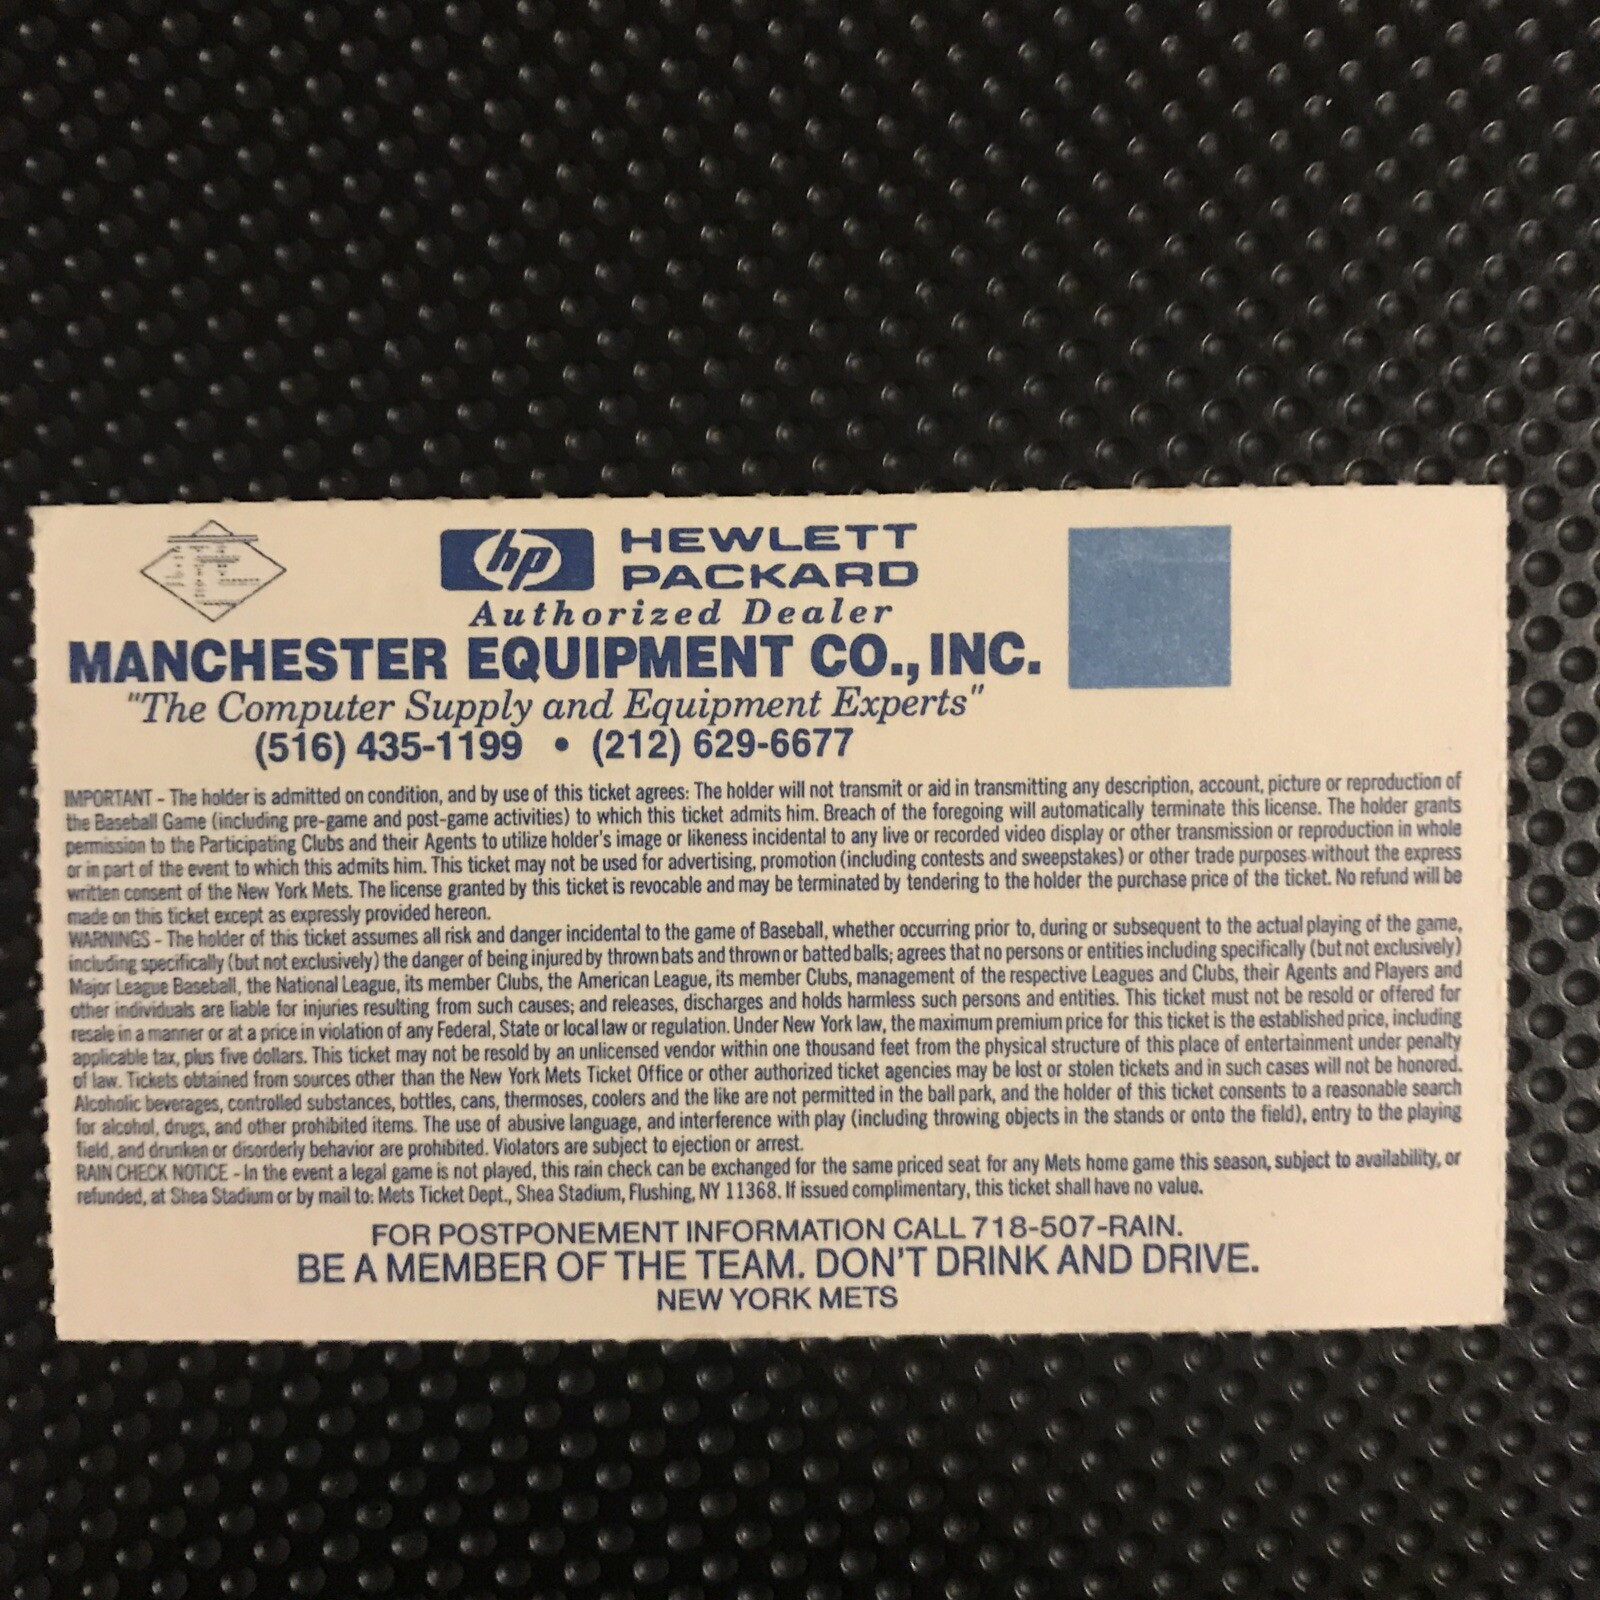 hp HEWLETT
PACKARD
Authorized Dealer
MANCHESTER EQUIPMENT CO., INC.
"The Computer Supply and Equipment Experts"
(516) 435-1199 • (212) 629-6677
IMPORTANT - The holder is admitted on condition, and by use of this ticket agrees: The holder will not transmit or aid in transmitting any description, account, picture or reproduction of
the Baseball Game (including pre-game and post-game activities) to which this ticket admits him. Breach of the foregoing will automatically terminate this license. The holder grants
permission to the Participating Clubs and their Agents to utilize holder's image or likeness incidental to any live or recorded video display or other transmission or reproduction in whole
or in part of the event to which this admits him. This ticket may not be used for advertising, promotion (including contests and sweepstakes) or other trade purposes without the express
written consent of the New York Mets. The license granted by this ticket is revocable and may be terminated by tendering to the holder the purchase price of the ticket. No refund will be
made on this ticket except as expressly provided hereon.
WARNINGS - The holder of this ticket assumes all risk and danger incidental to the game of Baseball, whether occurring prior to, during or subsequent to the actual playing of the game,
including specifically (but not exclusively) the danger of being injured by thrown bats and thrown or batted balls; agrees that no persons or entities including specifically (but not exclusively)
Major League Baseball, the National League, its member Clubs, the American League, its member Clubs, management of the respective Leagues and Clubs, their Agents and Players and
other individuals are liable for injuries resulting from such causes; and releases, discharges and holds harmless such persons and entities. This ticket must not be resold or offered for
resale in a manner or at a price in violation of any Federal, State or local law or regulation. Under New York law, the maximum premium price for this ticket is the established price, including
applicable tax, plus five dollars. This ticket may not be resold by an unlicensed vendor within one thousand feet from the physical structure of this place of entertainment under penalty
of law. Tickets obtained from sources other than the New York Mets Ticket Office or other authorized ticket agencies may be lost or stolen tickets and in such cases will not be honored.
Alcoholic beverages, controlled substances, bottles, cans, thermoses, coolers and the like are not permitted in the ball park, and the holder of this ticket consents to a reasonable search
for alcohol, drugs, and other prohibited items. The use of abusive language, and interference with play (including throwing objects in the stands or onto the field), entry to the playing
field, and drunken or disorderly behavior are prohibited. Violators are subject to ejection or arrest.
RAIN CHECK NOTICE - In the event a legal game is not played, this rain check can be exchanged for the same priced seat for any Mets home game this season, subject to availability, or
refunded, at Shea Stadium or by mail to: Mets Ticket Dept., Shea Stadium, Flushing, NY 11368. If issued complimentary, this ticket shall have no value.
FOR POSTPONEMENT INFORMATION CALL 718-507-RAIN.
BE A MEMBER OF THE TEAM. DON'T DRINK AND DRIVE.
NEW YORK METS